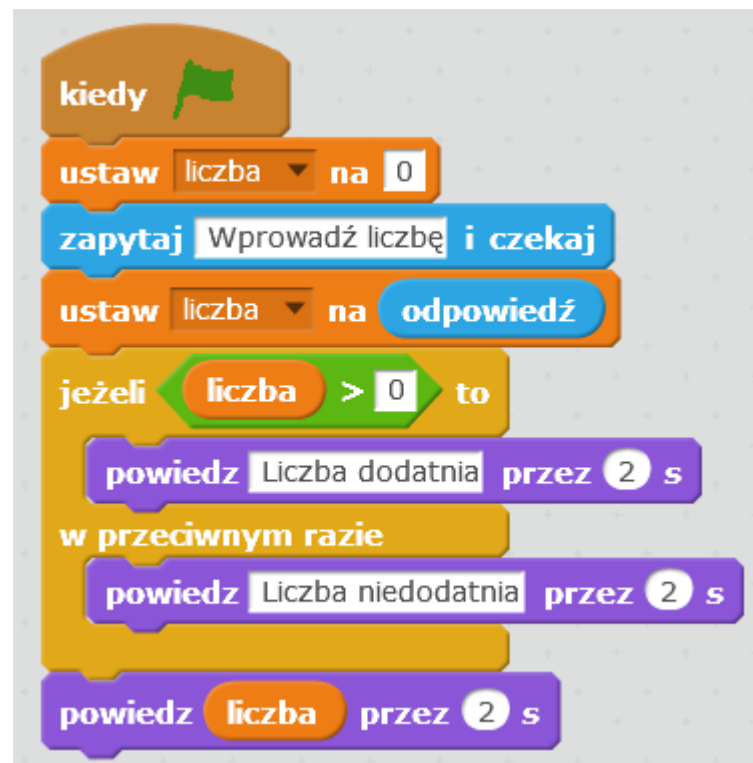 kiedy
ustaw liczba na 0
zapytaj Wprowadź liczbę i czekaj
ustaw liczba na odpowiedź
jeżeli liczba > 0 to
powiedz Liczba dodatnia przez 2 s
w przeciwnym razie
powiedz Liczba niedodatnia przez 2 s
powiedz liczba przez 2 s